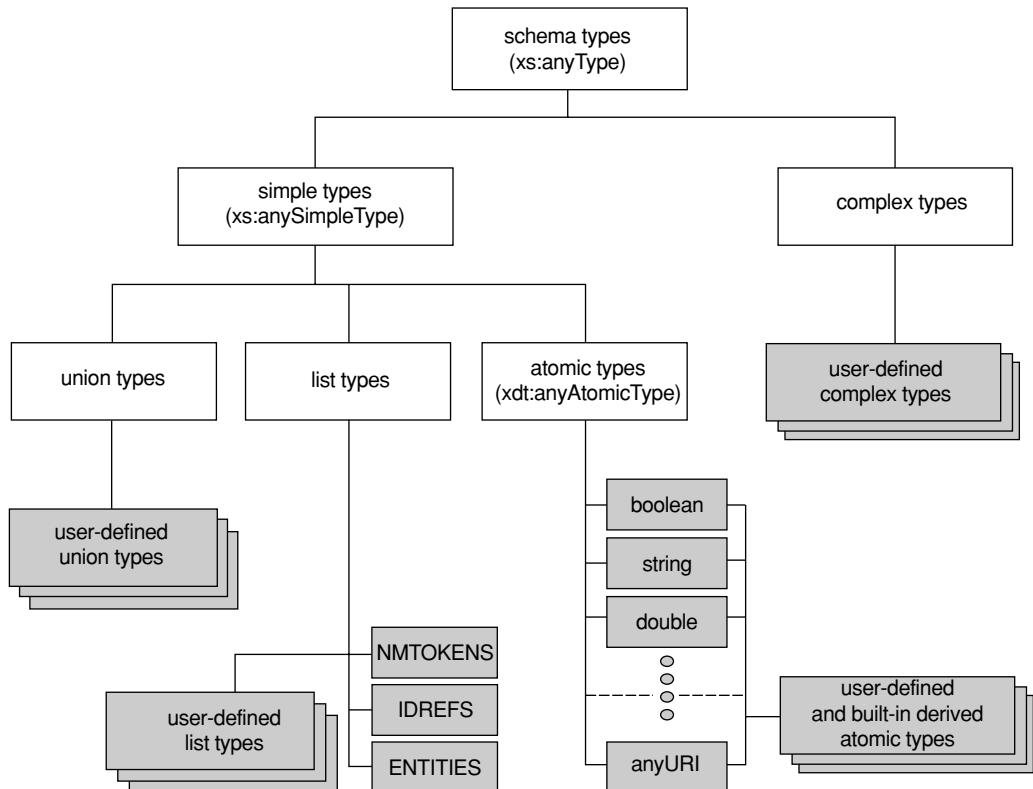 schema types
(xs:anyType)
simple types
(xs:anySimpleType)
complex types
union types
list types
atomic types
(xdt:anyAtomicType)
user-defined
complex types
user-defined
union types
boolean
string
double
anyURI
NMTOKENS
IDREFS
ENTITIES
user-defined
list types
user-defined
and built-in derived
atomic types